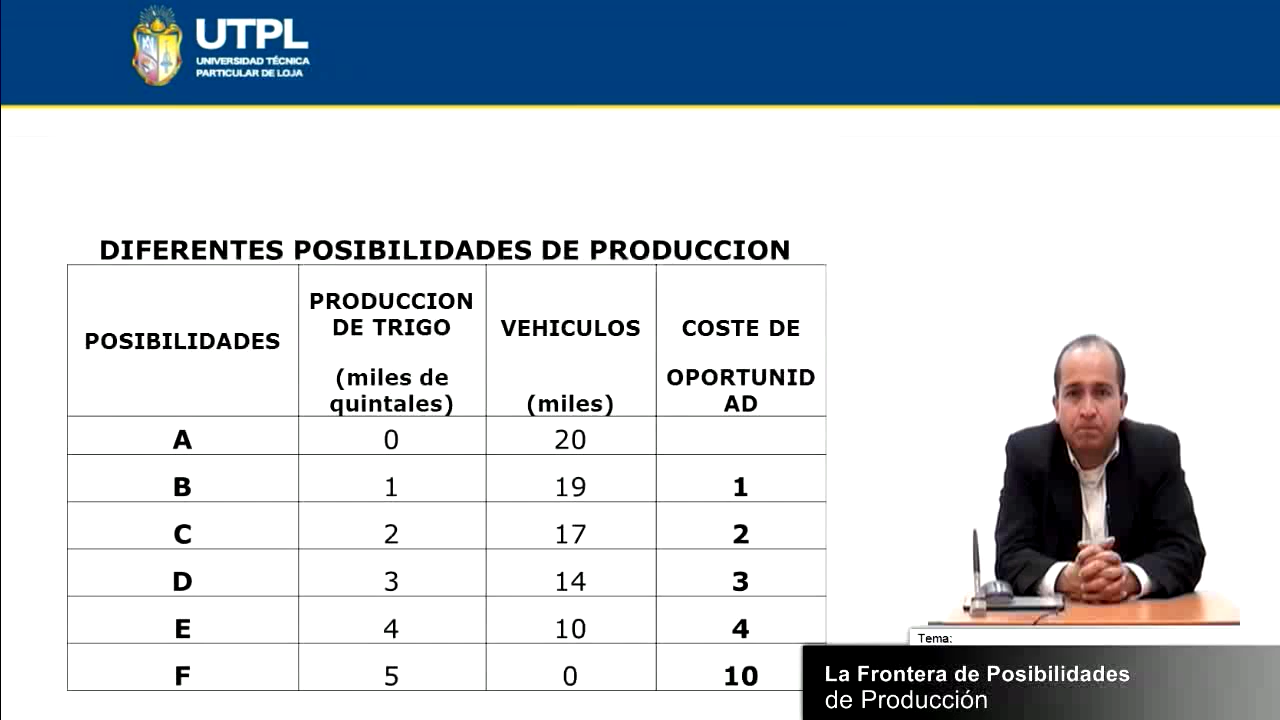 UTPL
UNIVERSIDAD TÉCNICA
PARTICULAR DE LOJA
DIFERENTES POSIBILIDADES DE PRODUCCION
POSIBILIDADES
PRODUCCION
DE TRIGO
(miles de
quintales)
VEHICULOS
(miles)
COSTE DE
OPORTUNID
AD
A 0 20
B 1 19 1
C 2 17 2
D 3 14 3
E 4 10 4
F 5 0 10
Tema:
La Frontera de Posibilidades
de Producción